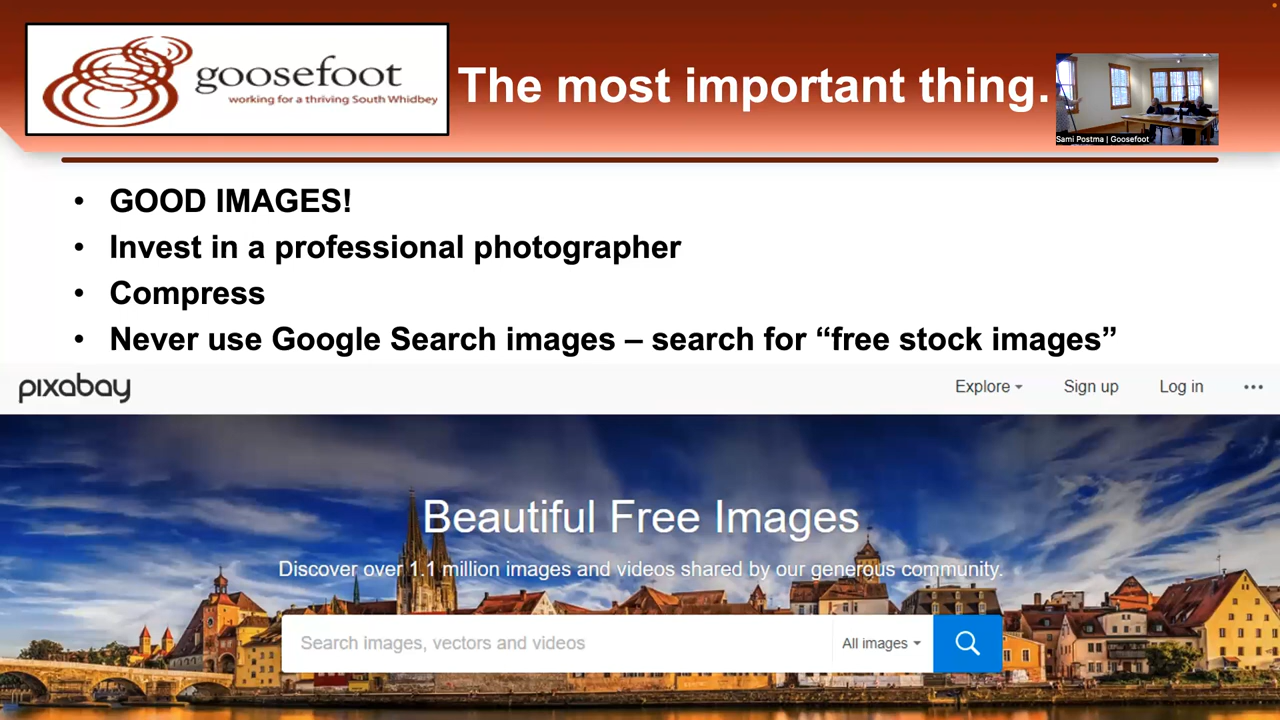 goosefoot
working for a thriving South Whidbey
The most important thing.
Sami Postma | Goosefoot
• GOOD IMAGES!
• Invest in a professional photographer
• Compress
• Never use Google Search images – search for “free stock images”
pixabay
Explore
Sign up
Log in
•••
Beautiful Free Images
Discover over 1.1 million images and videos shared by our generous community.
Search images, vectors and videos
All images